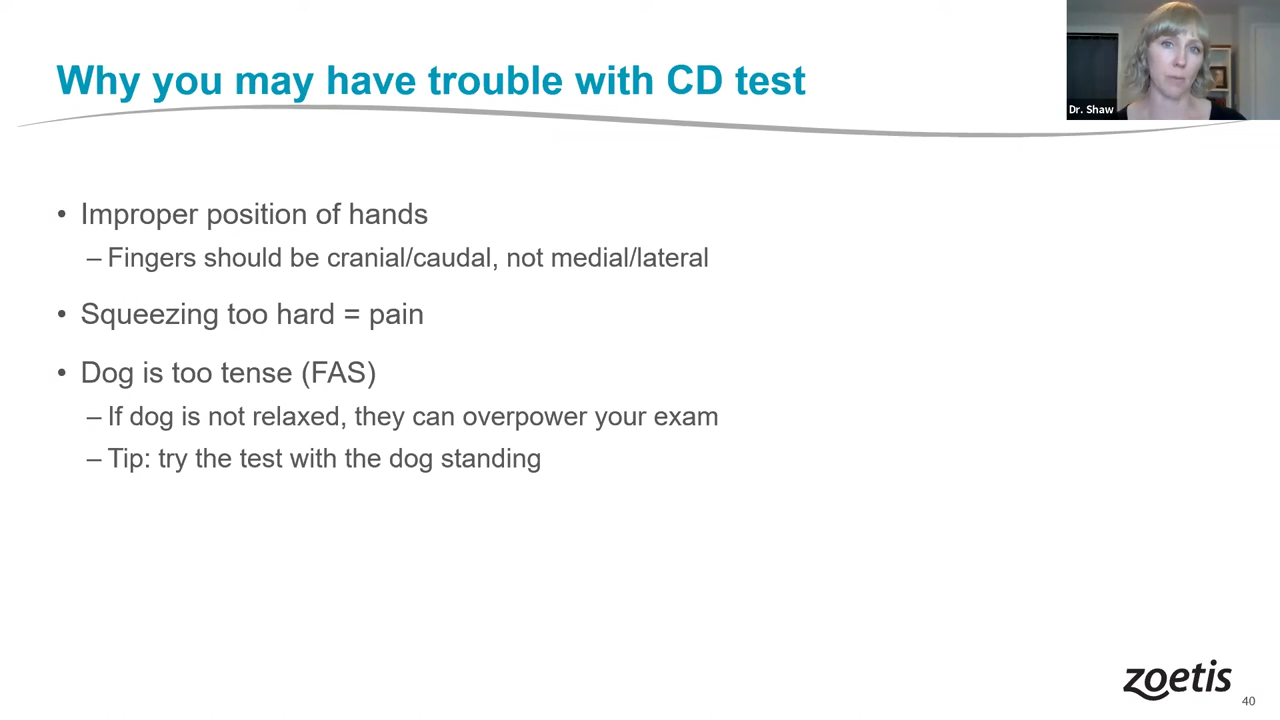 Why you may have trouble with CD test
Dr. Shaw
• Improper position of hands
– Fingers should be cranial/caudal, not medial/lateral
• Squeezing too hard = pain
• Dog is too tense (FAS)
– If dog is not relaxed, they can overpower your exam
– Tip: try the test with the dog standing
zoetis
40